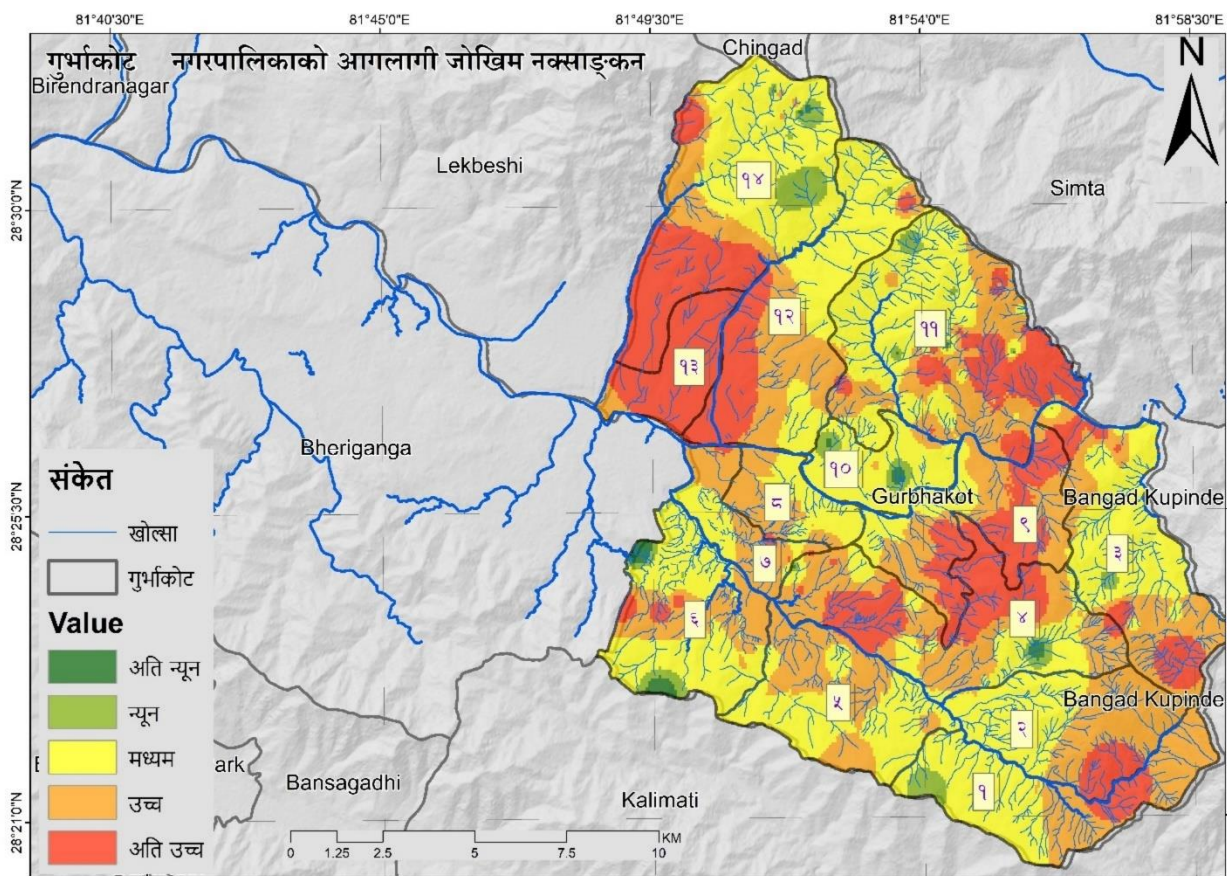 81°40'30"E 81°45'0"E 81°49'30"E 81°54'0"E 81°58'30"E
गुर्भाकोट नगरपालिकाको आगलागी जोखिम नक्साङ्कन
Chingad
N
Birendranagar
Lekbeshi
Simta
28°30'0"N
१४
१२
११
१३
Bheriganga
१०
Gurbhakot
Bangad Kupinde
28°25'30"N
८
९
३
७
६
४
५
२
Bangad Kupinde
१
संकेत
खोल्सा
गुर्भाकोट
Value
अति न्यून
न्यून
मध्यम
उच्च
अति उच्च
ark
Bansagadhi
Kalimati
28°21'0"N
KM
0 1.25 2.5 5 7.5 10